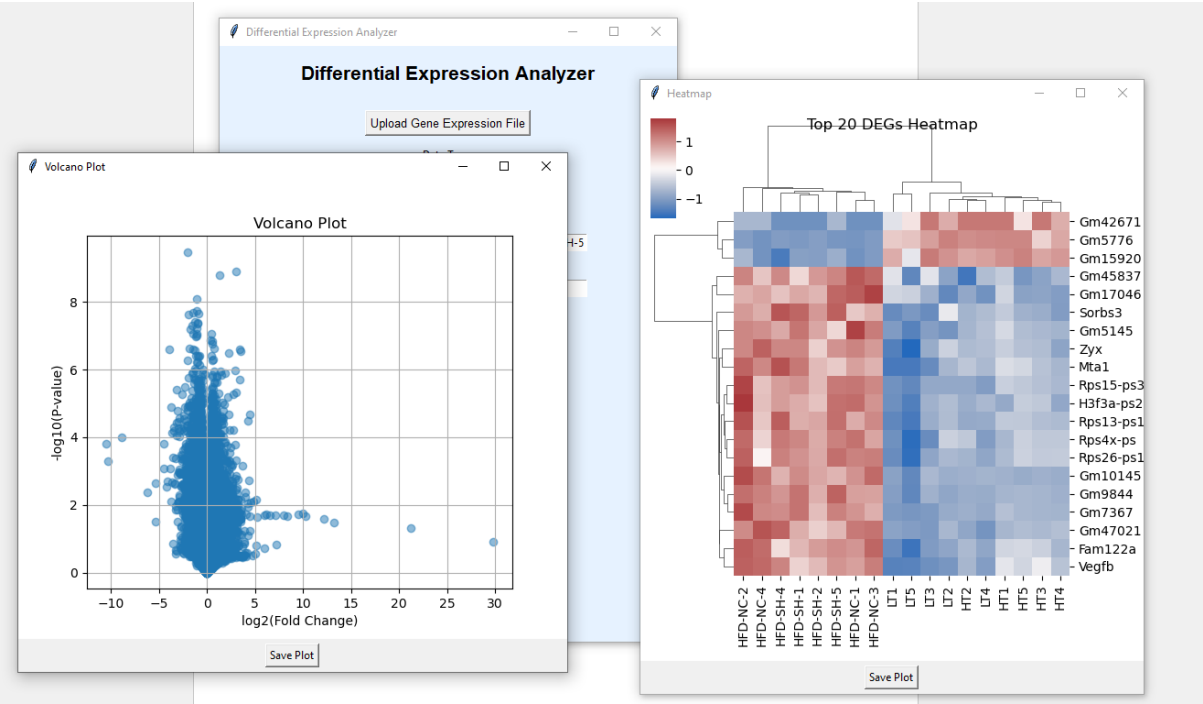 Differential Expression Analyzer
Differential Expression Analyzer
Upload Gene Expression File
H-5
Volcano Plot
Volcano Plot
-log10(P-value)
8
6
4
2
0
−10 −5 0 5 10 15 20 25 30
log2(Fold Change)
Save Plot
Heatmap
Top 20 DEGs Heatmap
1
0
−1
Gm42671
Gm5776
Gm15920
Gm45837
Gm17046
Sorbs3
Gm5145
Zyx
Mta1
Rps15-ps3
H3f3a-ps2
Rps13-ps1
Rps4x-ps
Rps26-ps1
Gm10145
Gm9844
Gm7367
Gm47021
Fam122a
Vegfb
HFD-NC-2
HFD-NC-4
HFD-SH-4
HFD-SH-1
HFD-SH-2
HFD-SH-5
HFD-NC-1
HFD-NC-3
LT1
LT5
LT3
LT2
HT2
LT4
HT1
HT5
HT3
HT4
Save Plot